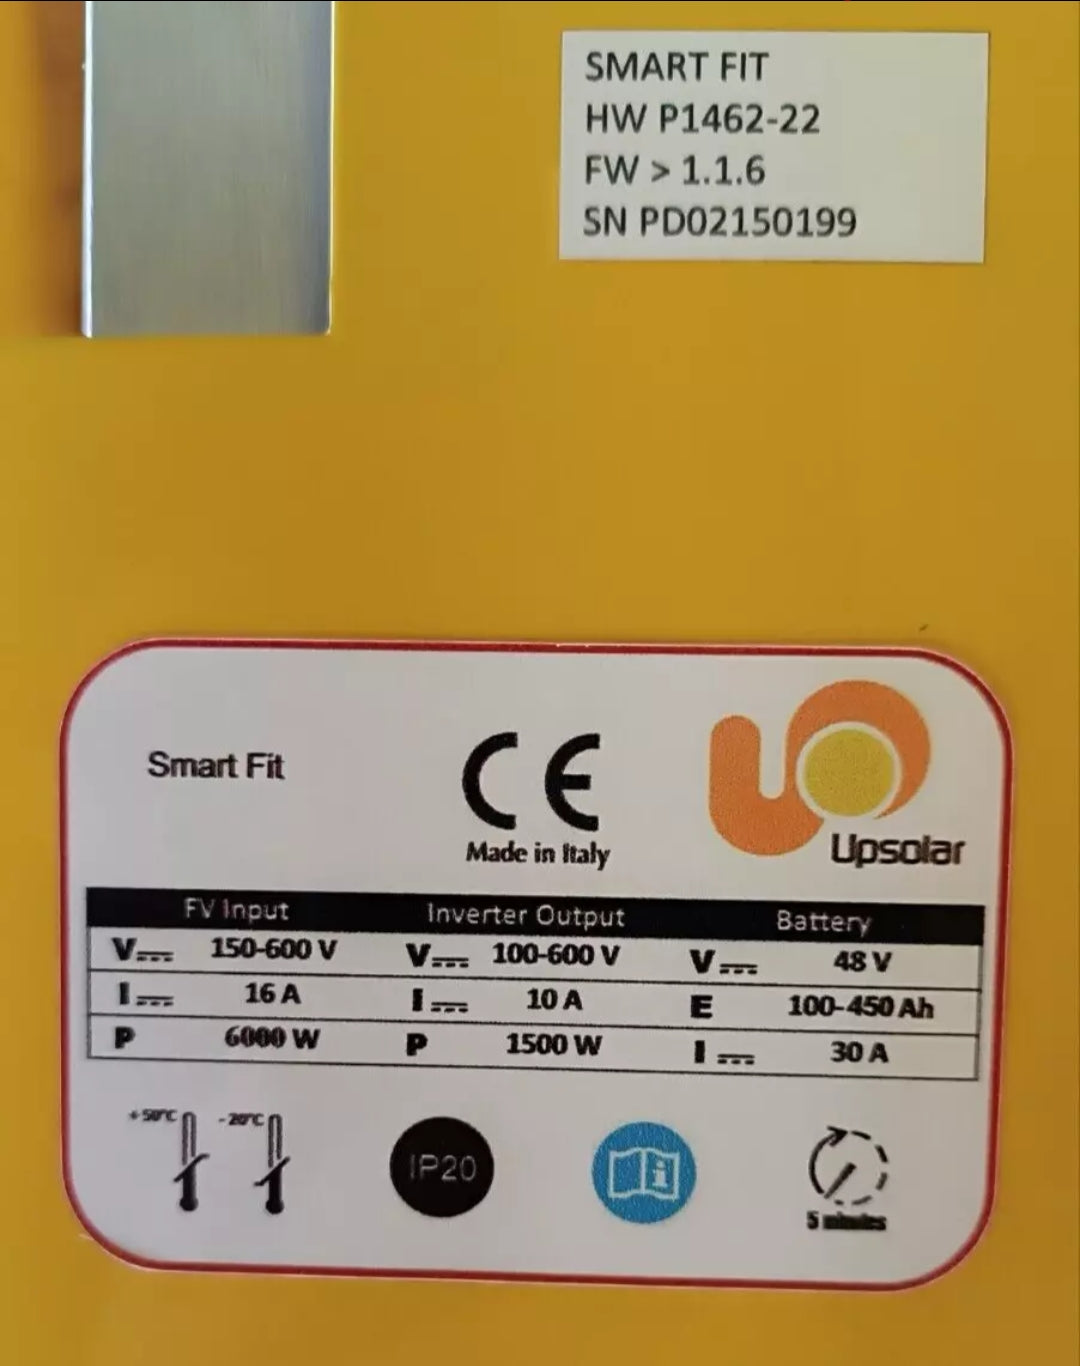 SMART FIT
HW P1462-22
FW > 1.1.6
SN PD02150199
Smart Fit
CE
Made in Italy
Upsolar
FV Input Inverter Output Battery
V 150-600 V V 100-600 V V 48 V
I 16 A I 10 A E 100-450 Ah
P 6000 W P 1500 W I 30 A
+50°C -20°C
IP20
i
5 minutes